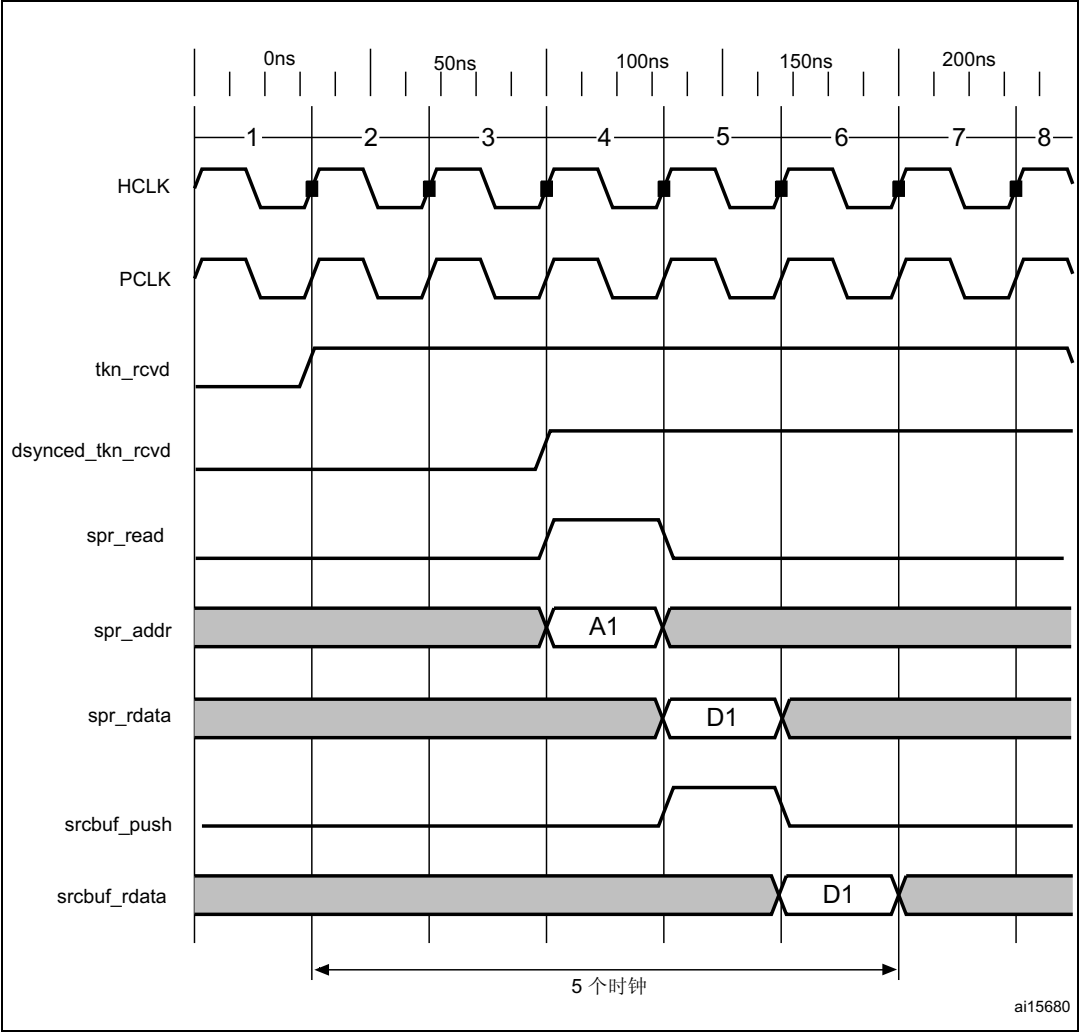 0ns 50ns 100ns 150ns 200ns
1 2 3 4 5 6 7 8
HCLK
PCLK
tkn_rcvd
dsynced_tkn_rcvd
spr_read
spr_addr A1
spr_rdata D1
srcbuf_push
srcbuf_rdata D1
5 个时钟
ai15680